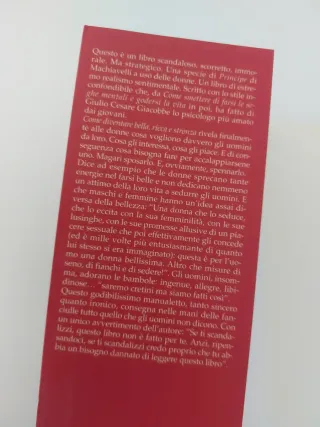 Questo è un libro scandaloso, scorretto, immo-
rale. Ma strategico. Una specie di Principe di
Machiavelli a uso delle donne. Un libro di estre-
mo realismo sentimentale. Scritto con lo stile in-
confondibile che, da Come smettere di farsi le se-
ghe mentali e godersi la vita in poi, ha fatto di
Giulio Cesare Giacobbe lo psicologo più amato
dai giovani.
Come diventare bella, ricca e stronza rivela finalmen-
te alle donne cosa vogliono davvero gli uomini
da loro. Cosa gli interessa, cosa gli piace. E di con-
seguenza cosa bisogna fare per accalappiarne
uno. Magari sposarlo. E, ovviamente, spennarlo.
Dice ad esempio che le donne sprecano tante
energie nel farsi belle e non dedicano nemmeno
un attimo della loro vita a sedurre gli uomini. E
che maschi e femmine hanno un'idea assai di-
versa della bellezza: "Una donna che lo seduce,
che lo eccita con la sua femminilità, con le sue
lusinghe, con le sue promesse allusive di un pia-
cere sessuale che poi effettivamente gli concede
(ed è mille volte più entusiasmante di quanto
lui stesso si era immaginato): questa è per l'uo-
mo una donna bellissima. Altro che misure di
seno, di fianchi e di sedere!". Gli uomini, insom-
ma, adorano le bambole: ingenue, allegre, libi-
dinose... "saremo cretini ma siamo fatti così".
Questo godibilissimo manualetto, tanto sincero
quanto ironico, consegna nelle mani delle fan-
ciulle tutto quello che gli uomini non dicono. Con
un unico avvertimento dell'autore: "Se ti scanda-
lizzi, questo libro non è fatto per te. Anzi, ripen-
sandoci, se ti scandalizzi credo proprio che tu ab-
bia un bisogno dannato di leggere questo libro".